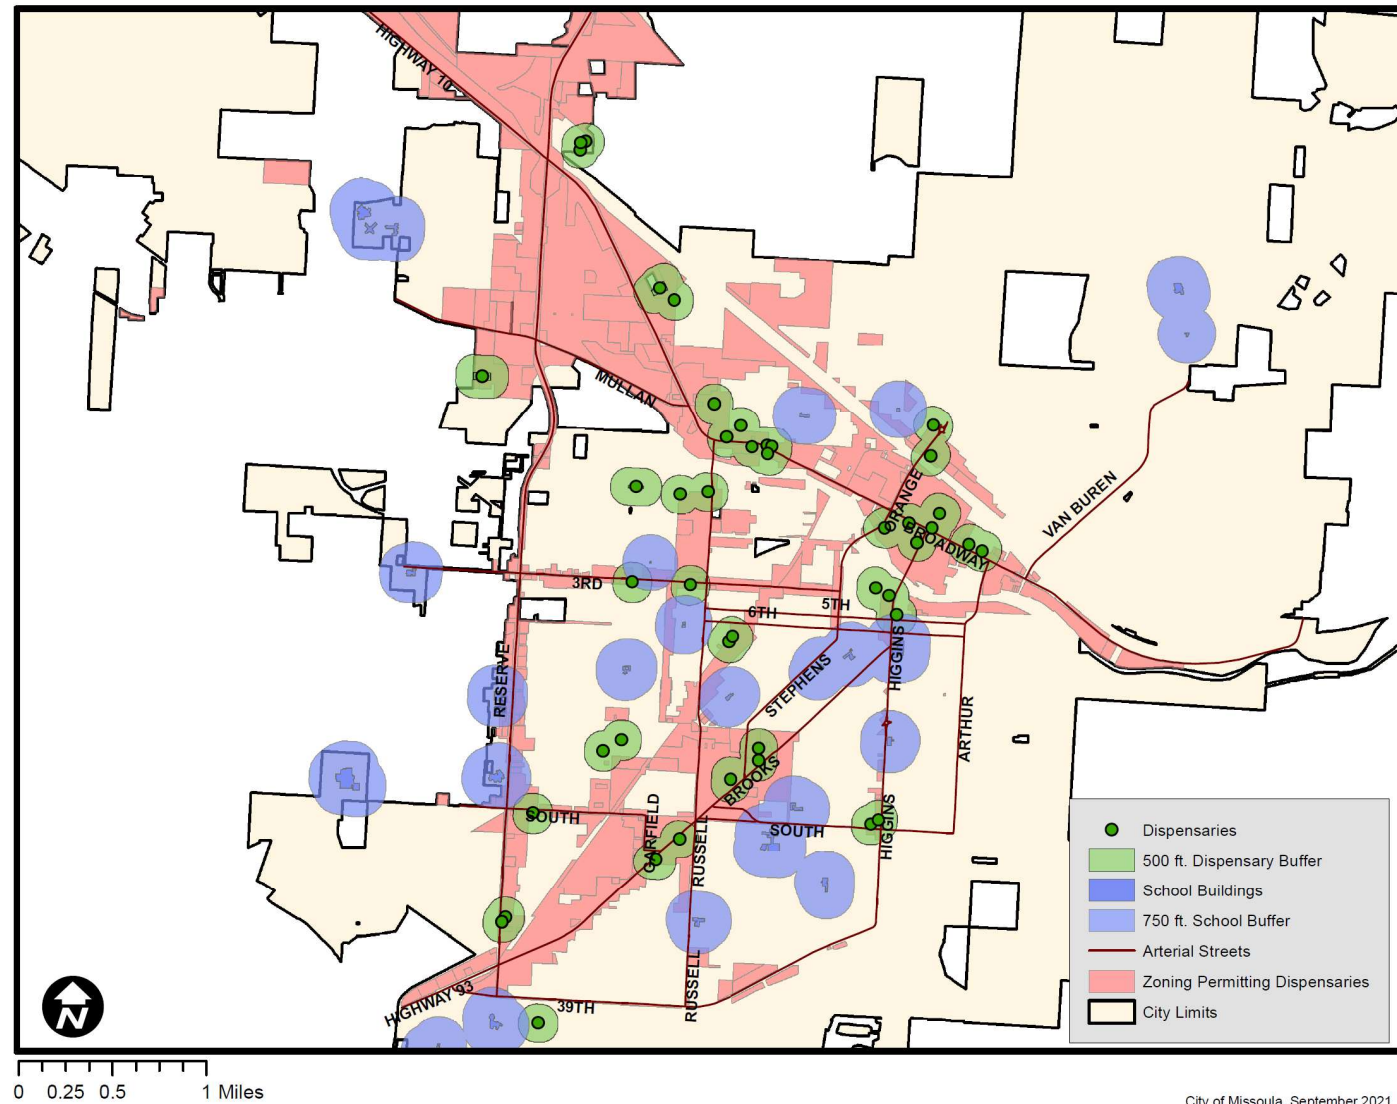 HIGHWAY 10
MULLAN
ORANGE
BROADWAY
VAN BUREN
3RD
5TH
6TH
RESERVE
STEPHENS
HIGGINS
ARTHUR
BROOKS
SOUTH
GARFIELD
RUSSELL
SOUTH
HIGGINS
RUSSELL
HIGHWAY 93
39TH
N
Dispensaries
500 ft. Dispensary Buffer
School Buildings
750 ft. School Buffer
Arterial Streets
Zoning Permitting Dispensaries
City Limits
0 0.25 0.5 1 Miles
City of Missoula, September 2021